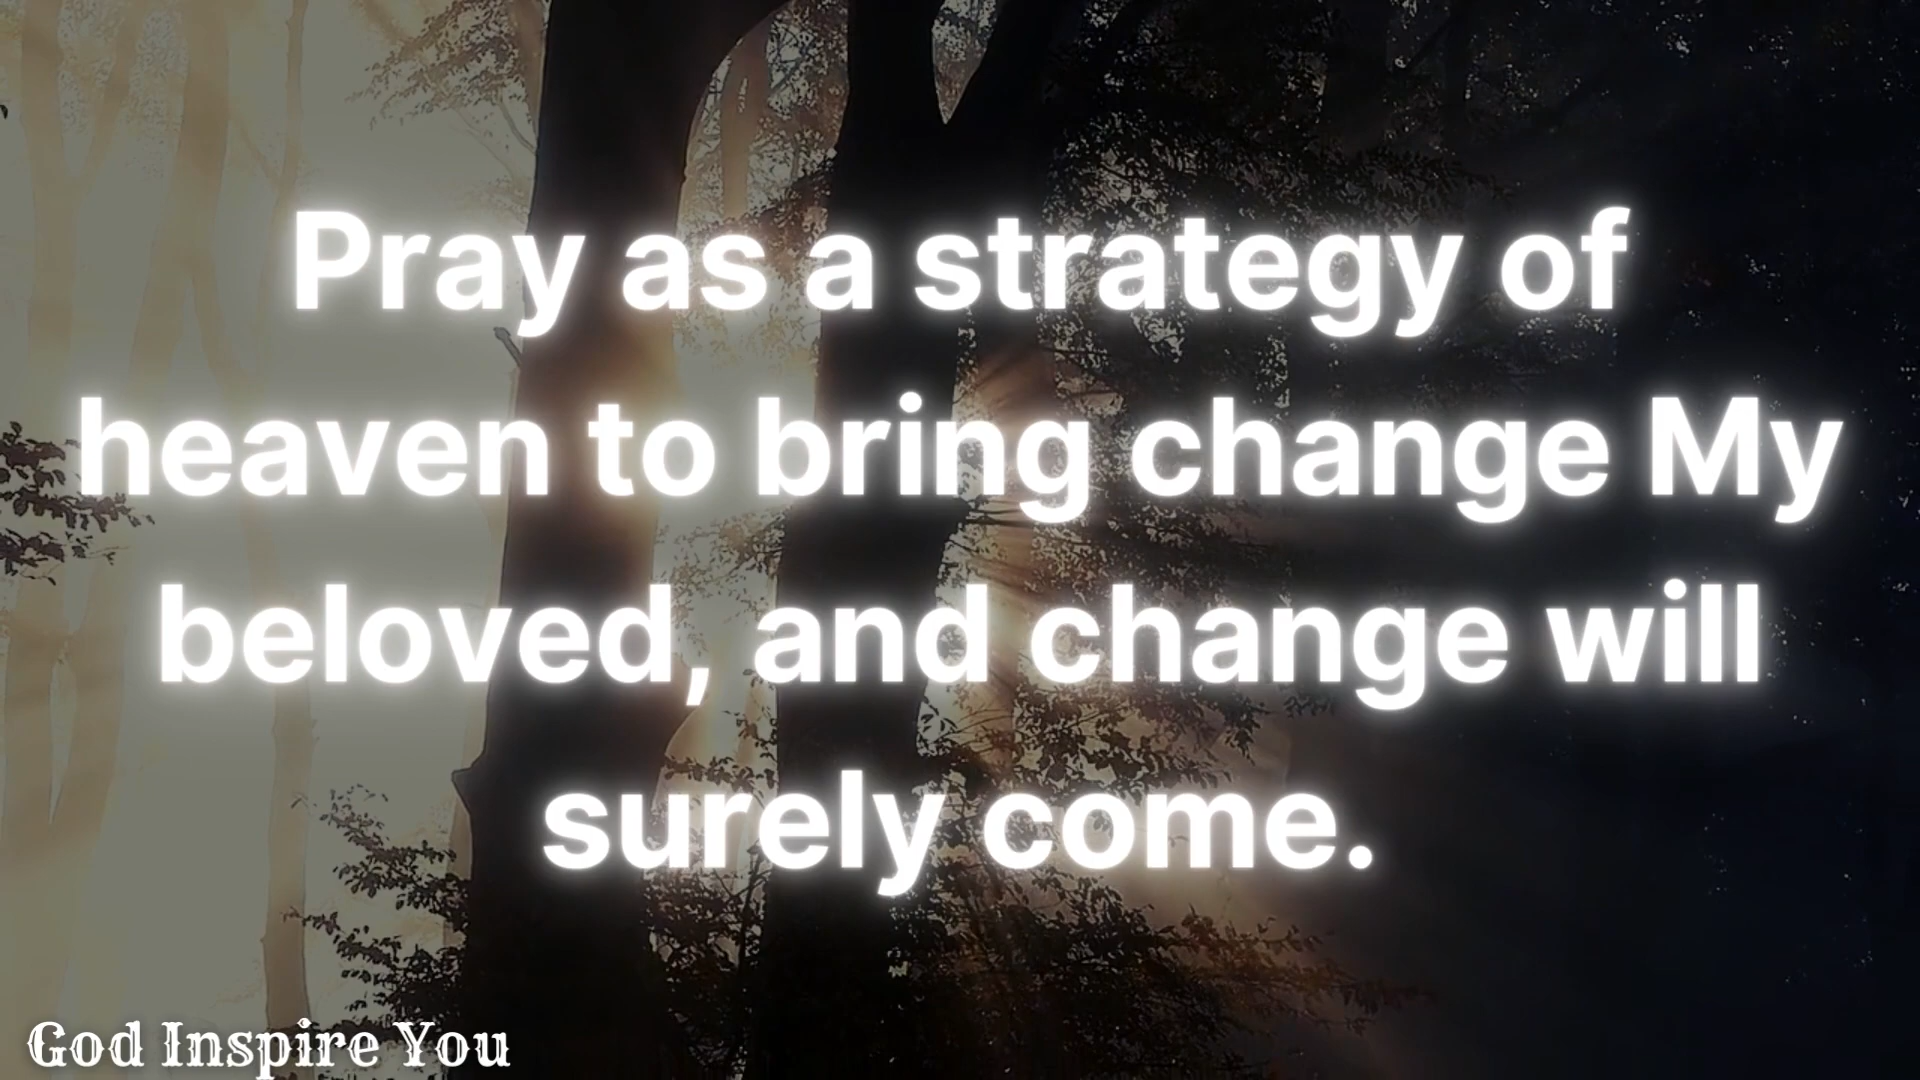 Pray as a strategy of
heaven to bring change My
beloved, and change will
surely come.
God Inspire You